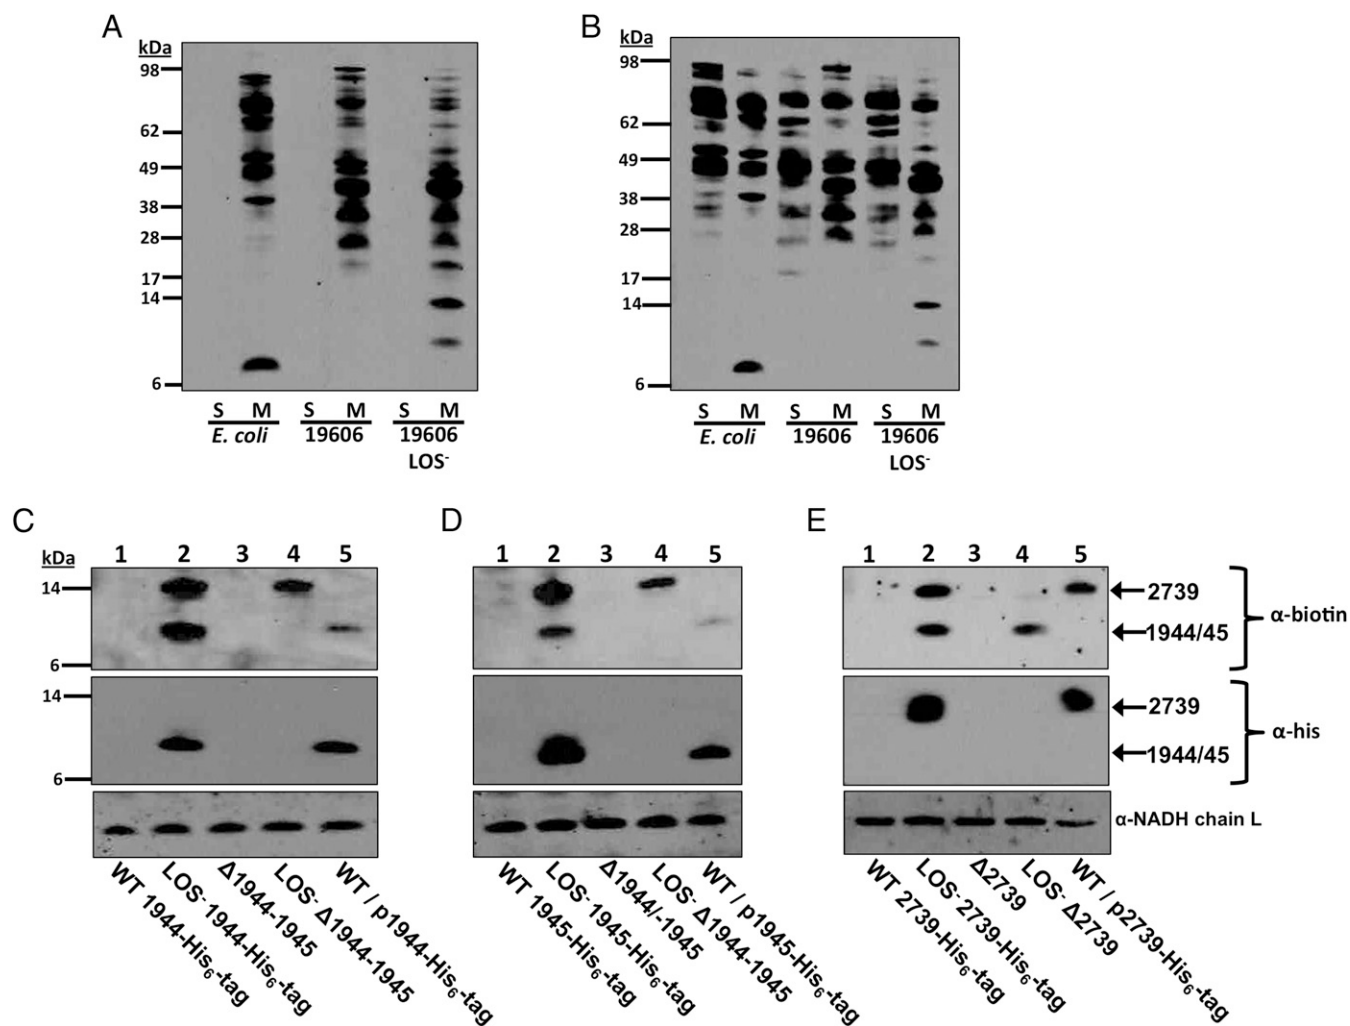 A
kDa
98
62
49
38
28
17
14
6
S M S M S M
E. coli 19606 19606
LOS-
B
kDa
98
62
49
38
28
17
14
6
S M S M S M
E. coli 19606 19606
LOS-
C
kDa
1 2 3 4 5
14
6
14
6
WT 1944-His6-tag
LOS- 1944-His6-tag
Δ1944-1945
LOS- Δ1944-1945
WT / p1944-His6-tag
D
1 2 3 4 5
WT 1945-His6-tag
LOS- 1945-His6-tag
Δ1944/-1945
LOS- Δ1944-1945
WT / p1945-His6-tag
E
1 2 3 4 5
2739
1944/45
α-biotin
2739
1944/45
α-his
α-NADH chain L
WT 2739-His6-tag
LOS- 2739-His6-tag
Δ2739
LOS- Δ2739
WT / p2739-His6-tag